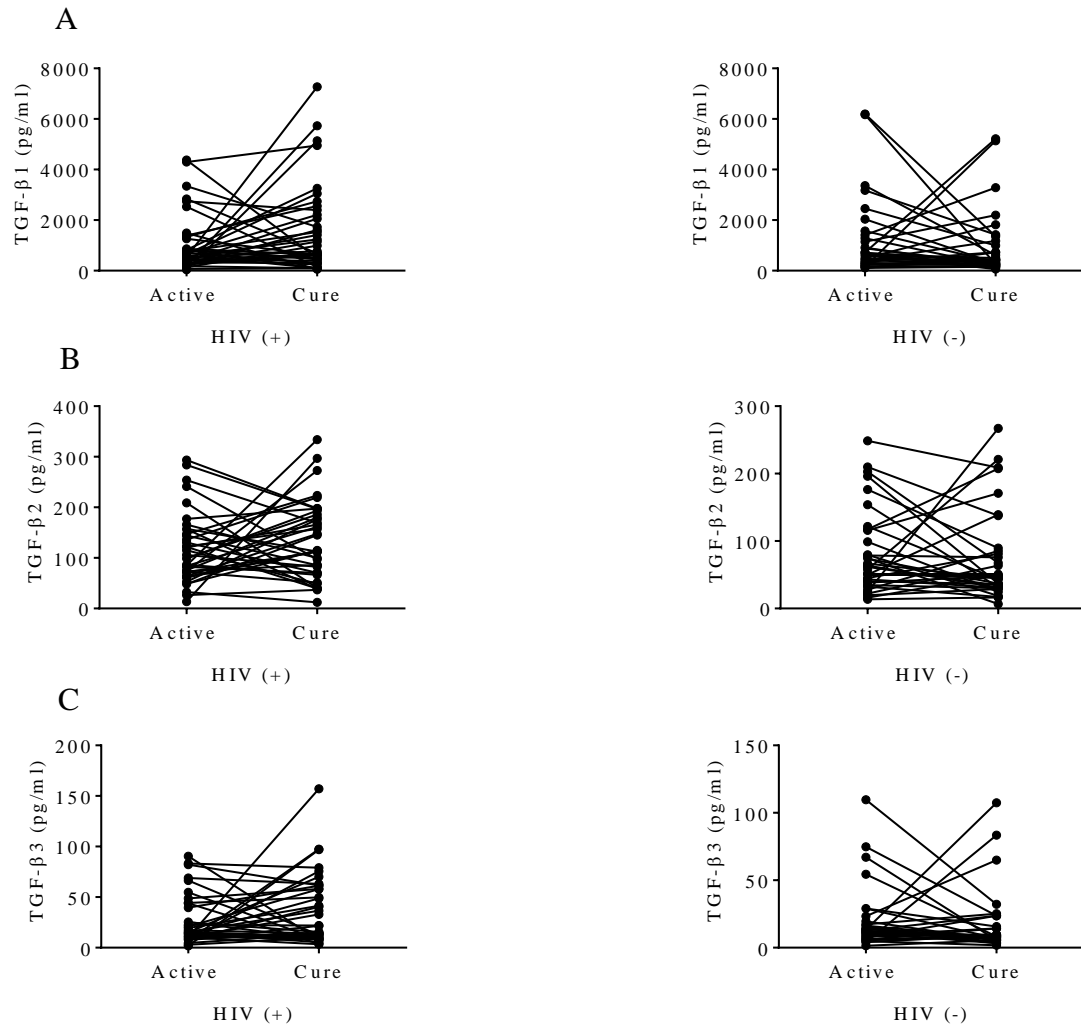 A
TGF-β1 (pg/ml)
8000
6000
4000
2000
0
Active Cure
HIV (+)
TGF-β1 (pg/ml)
8000
6000
4000
2000
0
Active Cure
HIV (-)
B
TGF-β2 (pg/ml)
400
300
200
100
0
Active Cure
HIV (+)
TGF-β2 (pg/ml)
300
200
100
0
Active Cure
HIV (-)
C
TGF-β3 (pg/ml)
200
150
100
50
0
Active Cure
HIV (+)
TGF-β3 (pg/ml)
150
100
50
0
Active Cure
HIV (-)